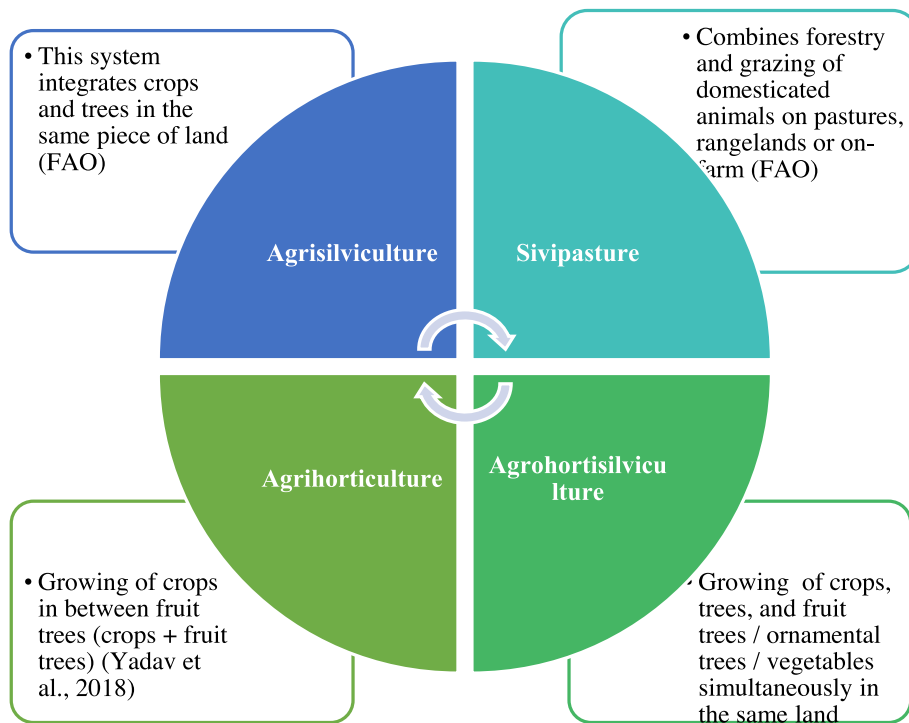 • This system
integrates crops
and trees in the
same piece of land
(FAO)
• Combines forestry
and grazing of
domesticated
animals on pastures,
rangelands or on-
farm (FAO)
Agrisilviculture
Sivipasture
Agrihorticulture
Agrohortisilvicu
lture
• Growing of crops
in between fruit
trees (crops + fruit
trees) (Yadav et
al., 2018)
• Growing of crops,
trees, and fruit
trees / ornamental
trees / vegetables
simultaneously in
the same land